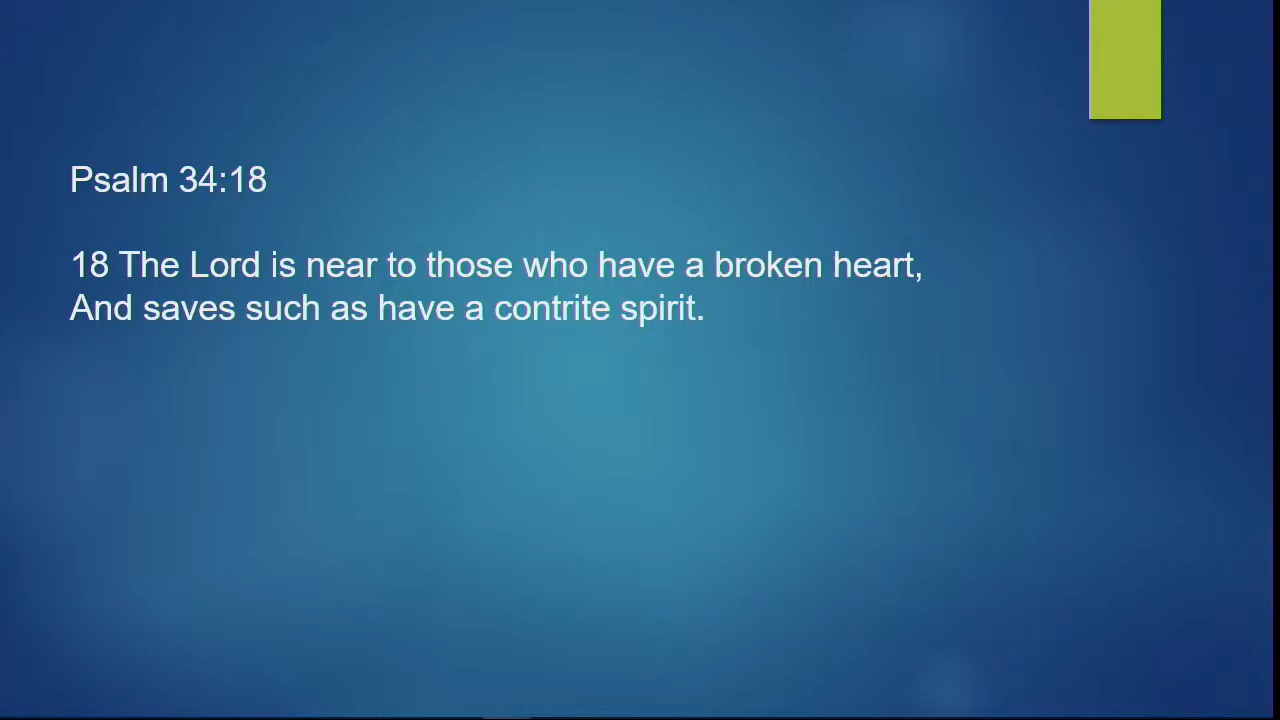 Psalm 34:18
18 The Lord is near to those who have a broken heart,
And saves such as have a contrite spirit.